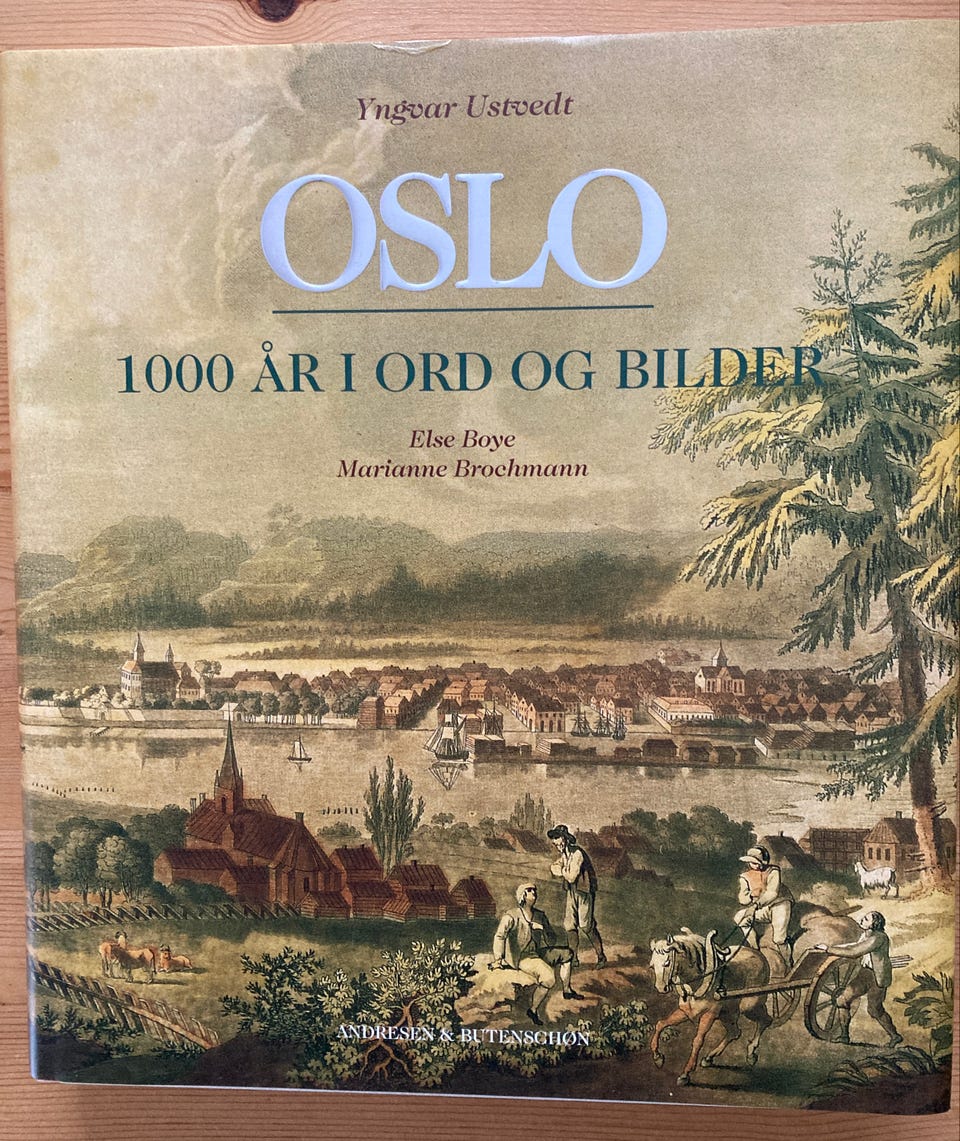 Yngvar Ustvedt
OSLO
1000 ÅR I ORD OG BILDER
Else Boye
Marianne Brochmann
ANDRESEN & BUTENSCHØN